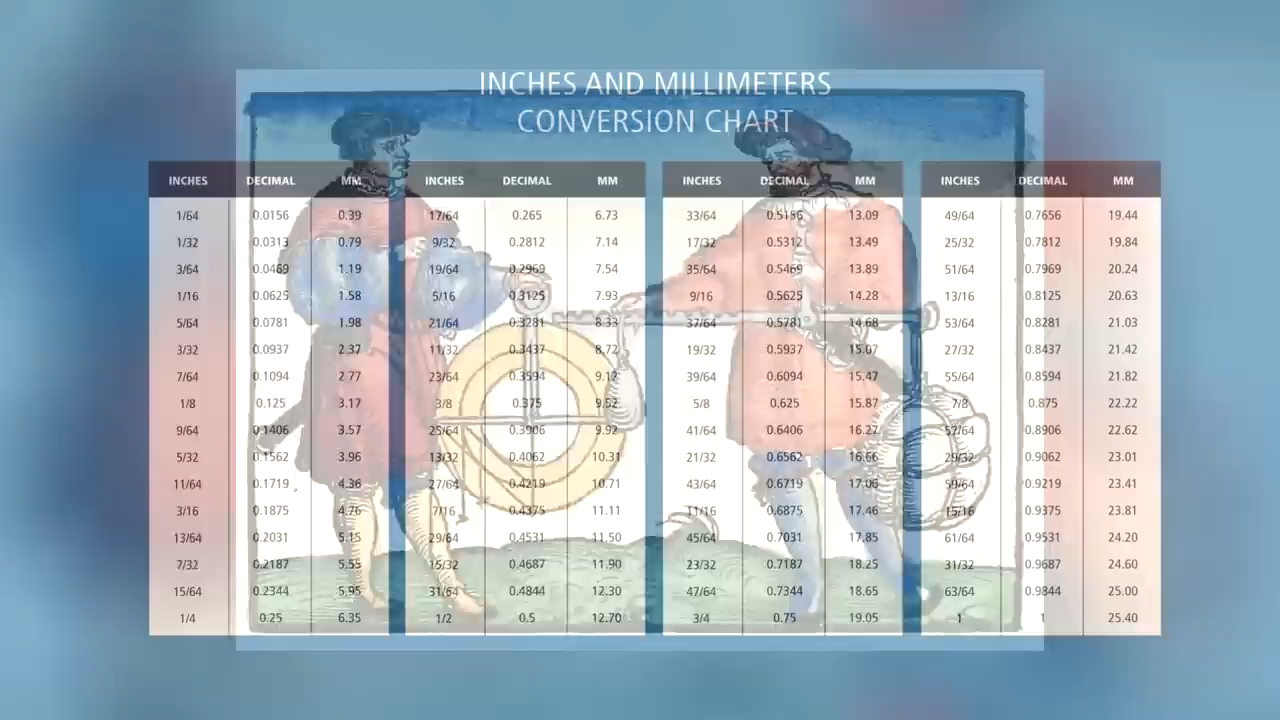 INCHES AND MILLIMETERS
CONVERSION CHART
INCHES DECIMAL MM INCHES DECIMAL MM INCHES DECIMAL MM INCHES DECIMAL MM
1/64 0.0156 0.39 17/64 0.265 6.73 33/64 0.5156 13.09 49/64 0.7656 19.44
1/32 0.0313 0.79 9/32 0.2812 7.14 17/32 0.5312 13.49 25/32 0.7812 19.84
3/64 0.0469 1.19 19/64 0.2969 7.54 35/64 0.5469 13.89 51/64 0.7969 20.24
1/16 0.0625 1.58 5/16 0.3125 7.93 9/16 0.5625 14.28 13/16 0.8125 20.63
5/64 0.0781 1.98 21/64 0.3281 8.33 37/64 0.5781 14.68 53/64 0.8281 21.03
3/32 0.0937 2.37 11/32 0.3437 8.72 19/32 0.5937 15.07 27/32 0.8437 21.42
7/64 0.1094 2.77 23/64 0.3594 9.12 39/64 0.6094 15.47 55/64 0.8594 21.82
1/8 0.125 3.17 3/8 0.375 9.52 5/8 0.625 15.87 7/8 0.875 22.22
9/64 0.1406 3.57 25/64 0.3906 9.92 41/64 0.6406 16.27 57/64 0.8906 22.62
5/32 0.1562 3.96 13/32 0.4062 10.31 21/32 0.6562 16.66 29/32 0.9062 23.01
11/64 0.1719 4.36 27/64 0.4219 10.71 43/64 0.6719 17.06 59/64 0.9219 23.41
3/16 0.1875 4.76 7/16 0.4375 11.11 11/16 0.6875 17.46 15/16 0.9375 23.81
13/64 0.2031 5.15 29/64 0.4531 11.50 45/64 0.7031 17.85 61/64 0.9531 24.20
7/32 0.2187 5.55 15/32 0.4687 11.90 23/32 0.7187 18.25 31/32 0.9687 24.60
15/64 0.2344 5.95 31/64 0.4844 12.30 47/64 0.7344 18.65 63/64 0.9844 25.00
1/4 0.25 6.35 1/2 0.5 12.70 3/4 0.75 19.05 1 1 25.40